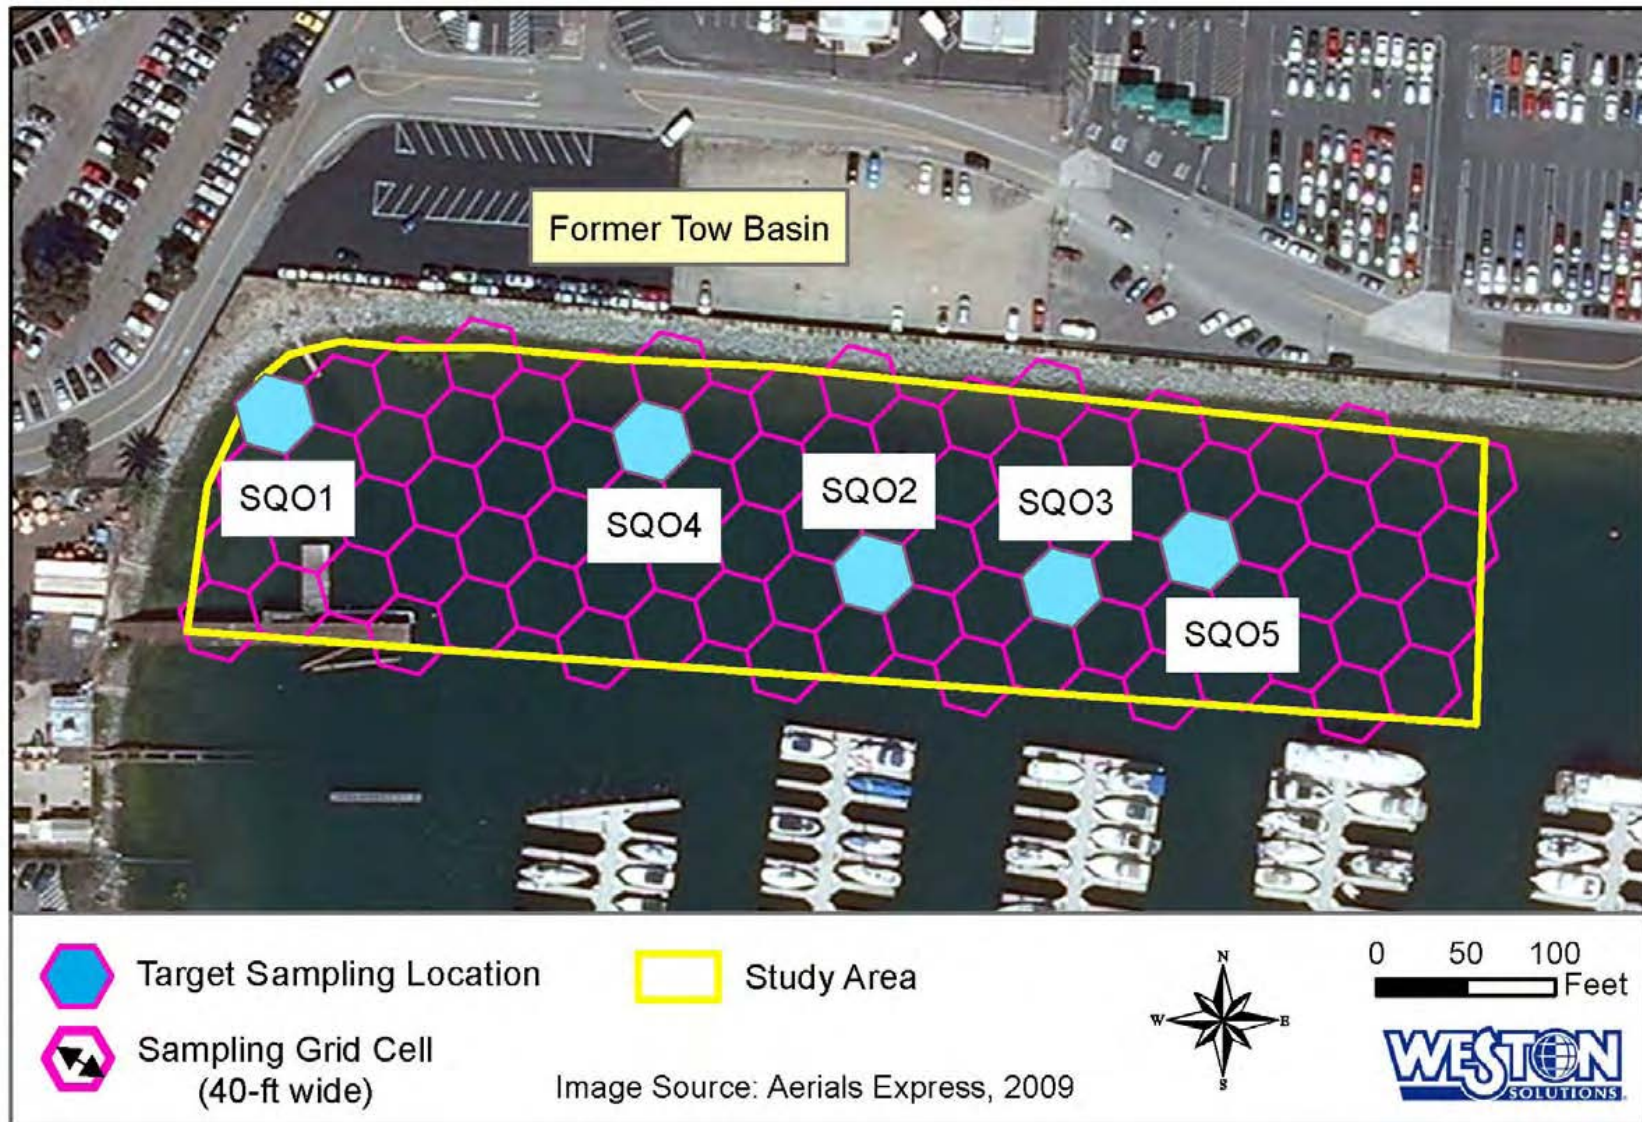 Former Tow Basin
SQO1
SQO4
SQO2
SQO3
SQO5
Target Sampling Location
Sampling Grid Cell
(40-ft wide)
Study Area
Image Source: Aerials Express, 2009
N
W E
S
0 50 100
Feet
WESTON
SOLUTIONS